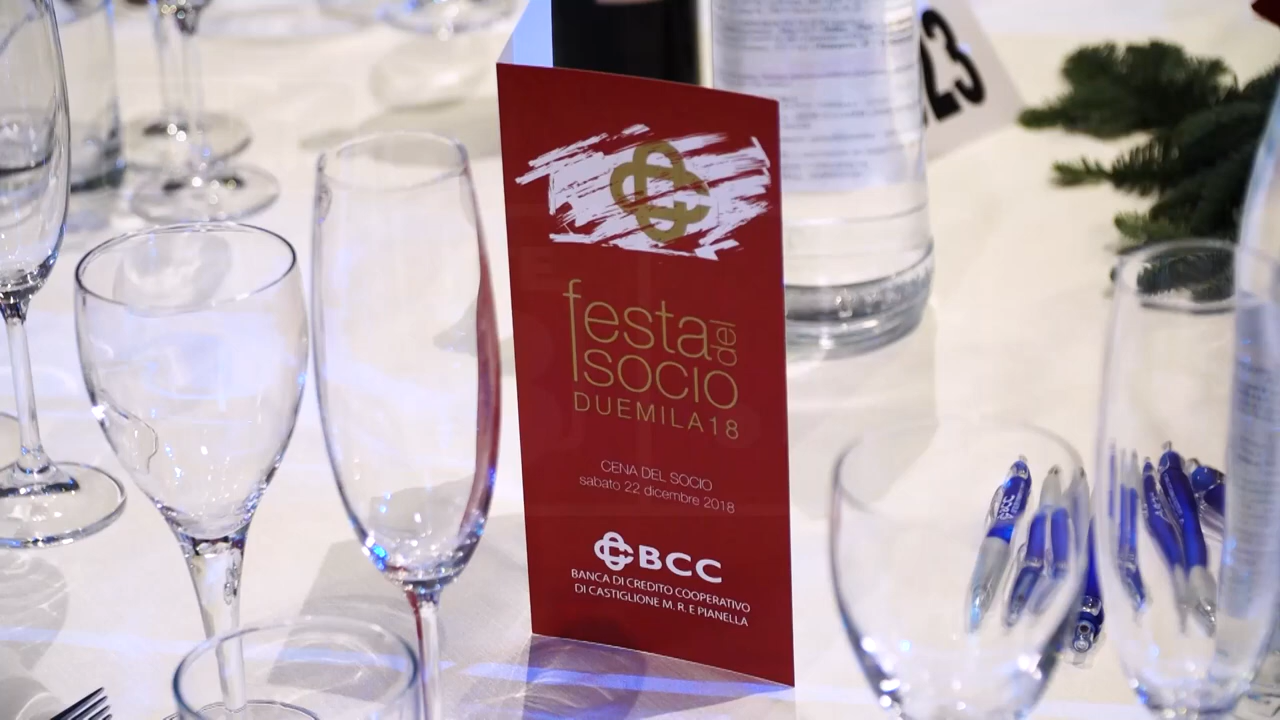 23
festa del
SOCIO
DUEMILA18
CENA DEL SOCIO
sabato 22 dicembre 2018
BCC
BANCA DI CREDITO COOPERATIVO
DI CASTIGLIONE M. R. E PIANELLA
BCC